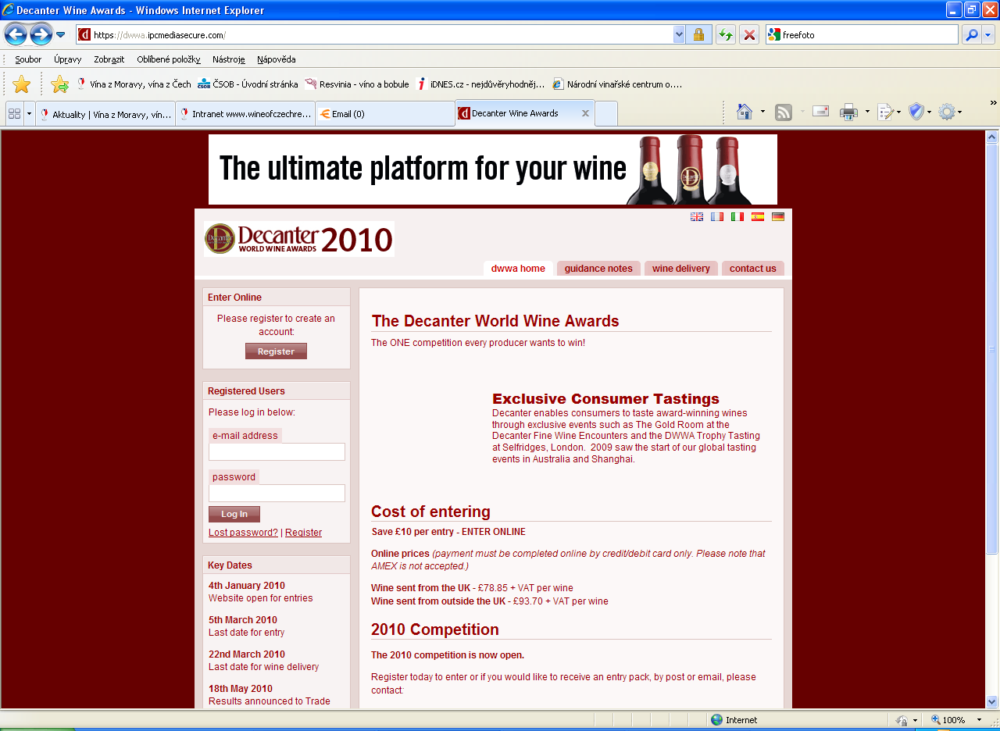 Decanter Wine Awards - Windows Internet Explorer
https://dwwa.ipcmediasecure.com/
freefoto
Soubor Úpravy Zobrazit Oblíbené položky Nástroje Nápověda
Vína z Moravy, vína z Čech ČSOB - Úvodní stránka Resvinia - víno a bobule iDNES.cz - nejdůvěryhodněj... Národní vinařské centrum o....
Aktuality | Vína z Moravy, vín... Intranet www.wineofczechre... Email (0) Decanter Wine Awards
The ultimate platform for your wine
Decanter 2010
WORLD WINE AWARDS
dwwa home guidance notes wine delivery contact us
Enter Online
Please register to create an
account:
Register
Registered Users
Please log in below:
e-mail address
password
Log In
Lost password? | Register
Key Dates
4th January 2010
Website open for entries
5th March 2010
Last date for entry
22nd March 2010
Last date for wine delivery
18th May 2010
Results announced to Trade
The Decanter World Wine Awards
The ONE competition every producer wants to win!
Exclusive Consumer Tastings
Decanter enables consumers to taste award-winning wines
through exclusive events such as The Gold Room at the
Decanter Fine Wine Encounters and the DWWA Trophy Tasting
at Selfridges, London. 2009 saw the start of our global tasting
events in Australia and Shanghai.
Cost of entering
Save £10 per entry - ENTER ONLINE
Online prices (payment must be completed online by credit/debit card only. Please note that
AMEX is not accepted.)
Wine sent from the UK - £78.85 + VAT per wine
Wine sent from outside the UK - £93.70 + VAT per wine
2010 Competition
The 2010 competition is now open.
Register today to enter or if you would like to receive an entry pack, by post or email, please
contact:
Internet
100%